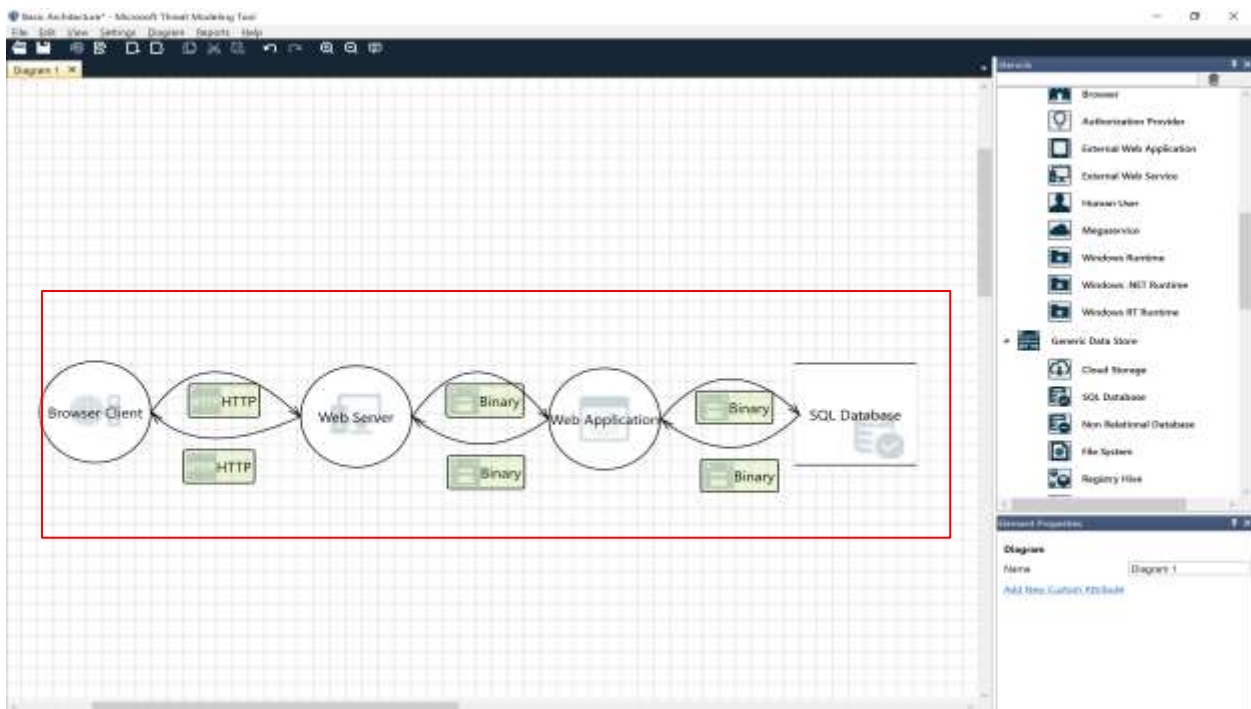 Basic Architecture* - Microsoft Threat Modeling Tool
File Edit View Settings Diagram Reports Help
Diagram 1
Stencils
Browser
Authorization Provider
External Web Application
External Web Service
Human User
Megaservice
Windows Runtime
Windows .NET Runtime
Windows RT Runtime
Generic Data Store
Cloud Storage
SQL Database
Non Relational Database
File System
Registry Hive
Browser Client
HTTP
HTTP
Web Server
Binary
Binary
Web Application
Binary
Binary
SQL Database
Element Properties
Diagram
Name
Diagram 1
Add New Custom Attribute